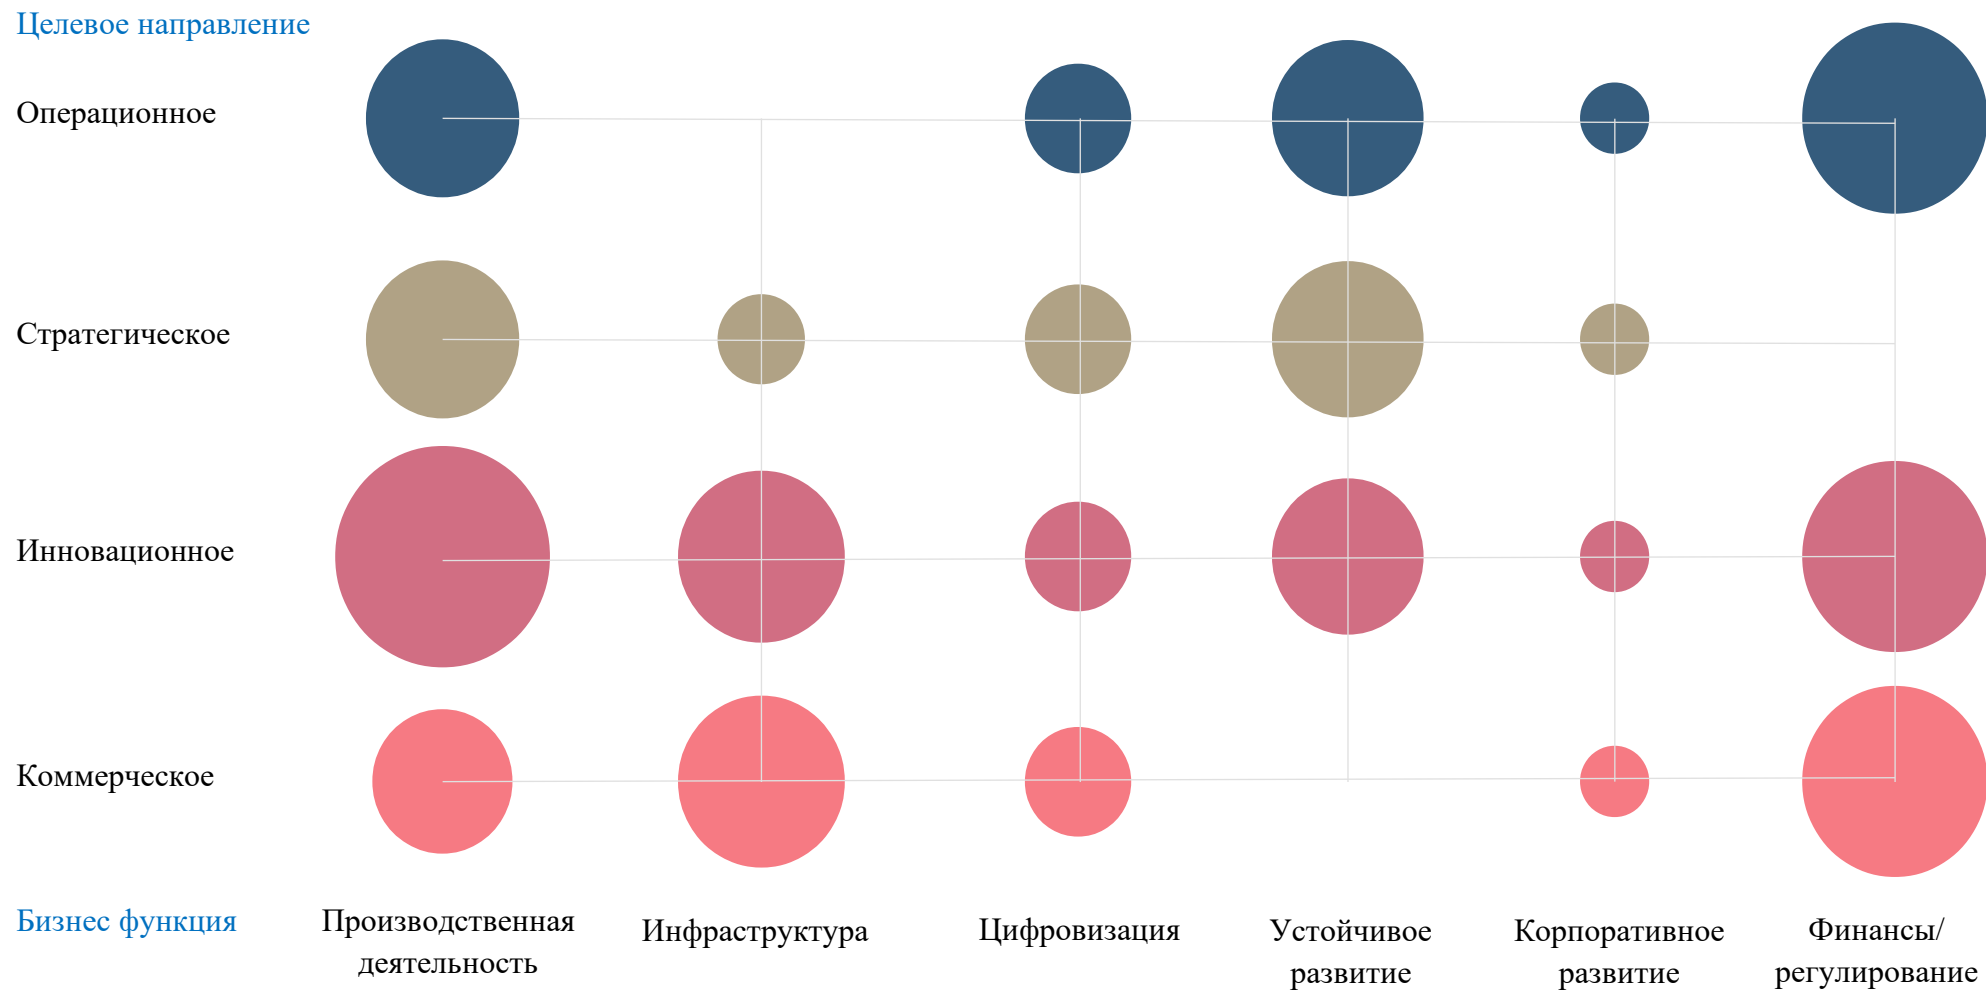 Целевое направление
Операционное
Стратегическое
Инновационное
Коммерческое
Бизнес функция
Производственная
деятельность
Инфраструктура
Цифровизация
Устойчивое
развитие
Корпоративное
развитие
Финансы/
регулирование